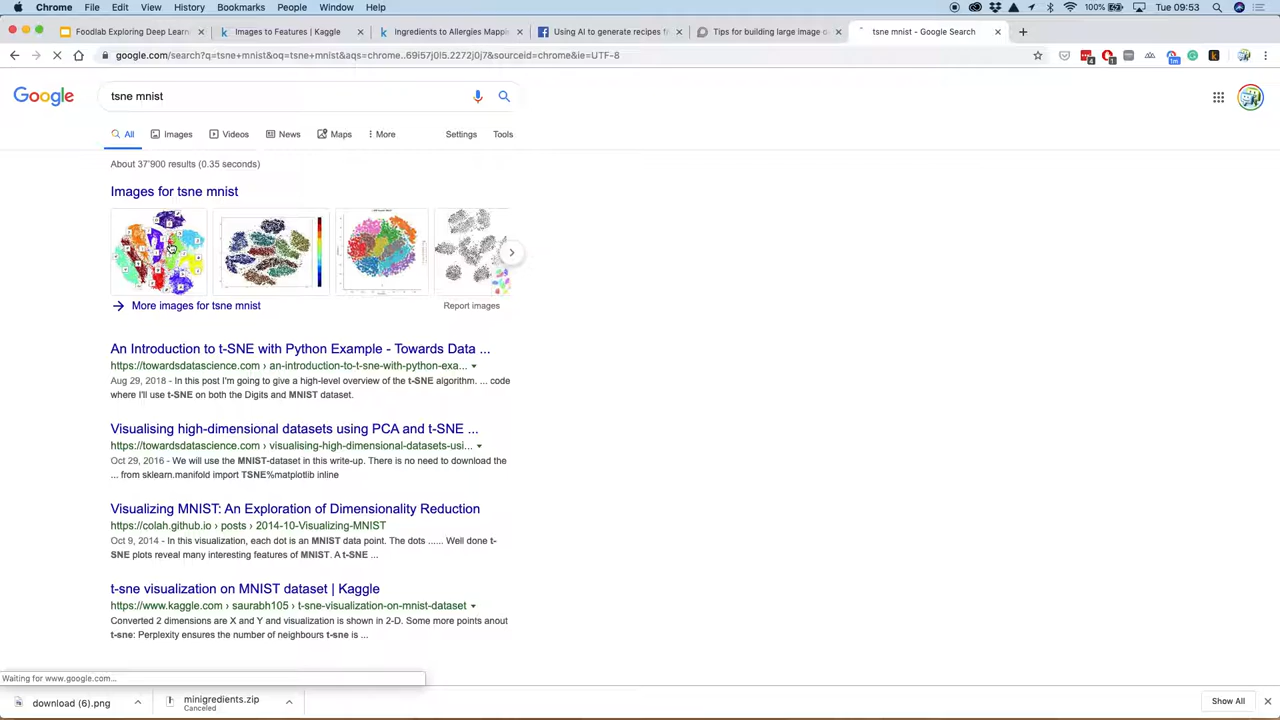 Chrome File Edit View History Bookmarks People Window Help 100% Tue 09:53
Foodlab Exploring Deep Learni
Images to Features | Kaggle
Ingredients to Allergies Mapp
Using AI to generate recipes f
Tips for building large image c
tsne mnist - Google Search
google.com/search?q=tsne+mnist&oq=tsne+mnist&aqs=chrome..69i57j0l5.2272j0j7&sourceid=chrome&ie=UTF-8
Google
tsne mnist
All Images Videos News Maps More Settings Tools
About 37'900 results (0.35 seconds)
Images for tsne mnist
More images for tsne mnist
Report images
An Introduction to t-SNE with Python Example - Towards Data ...
https://towardsdatascience.com › an-introduction-to-t-sne-with-python-exa...
Aug 29, 2018 - In this post I'm going to give a high-level overview of the t-SNE algorithm. ... code
where I'll use t-SNE on both the Digits and MNIST dataset.
Visualising high-dimensional datasets using PCA and t-SNE ...
https://towardsdatascience.com › visualising-high-dimensional-datasets-usi...
Oct 29, 2016 - We will use the MNIST-dataset in this write-up. There is no need to download the
... from sklearn.manifold import TSNE%matplotlib inline
Visualizing MNIST: An Exploration of Dimensionality Reduction
https://colah.github.io › posts › 2014-10-Visualizing-MNIST
Oct 9, 2014 - In this visualization, each dot is an MNIST data point. The dots ...... Well done t-
SNE plots reveal many interesting features of MNIST. A t-SNE ...
t-sne visualization on MNIST dataset | Kaggle
https://www.kaggle.com › saurabh105 › t-sne-visualization-on-mnist-dataset
Converted 2 dimensions are X and Y and visualization is shown in 2-D. Some more points anout
t-sne: Perplexity ensures the number of neighbours t-sne is ...
Waiting for www.google.com...
download (6).png
minigredients.zip
Canceled
Show All